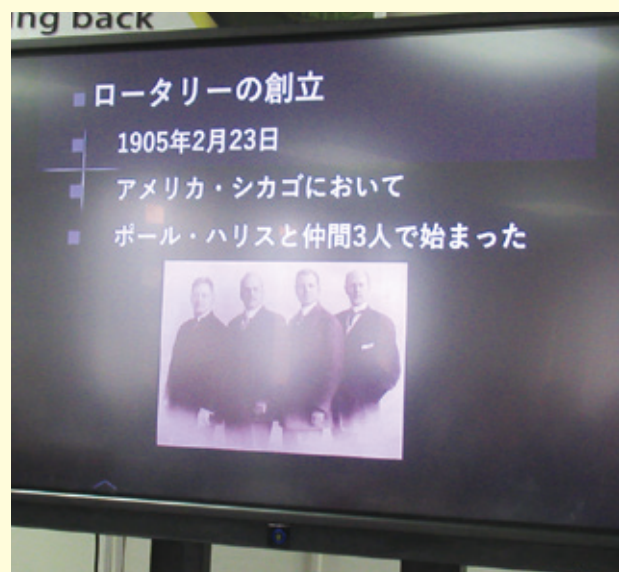 ing back
ロータリーの創立
1905年2月23日
アメリカ・シカゴにおいて
ポール・ハリスと仲間3人で始まった